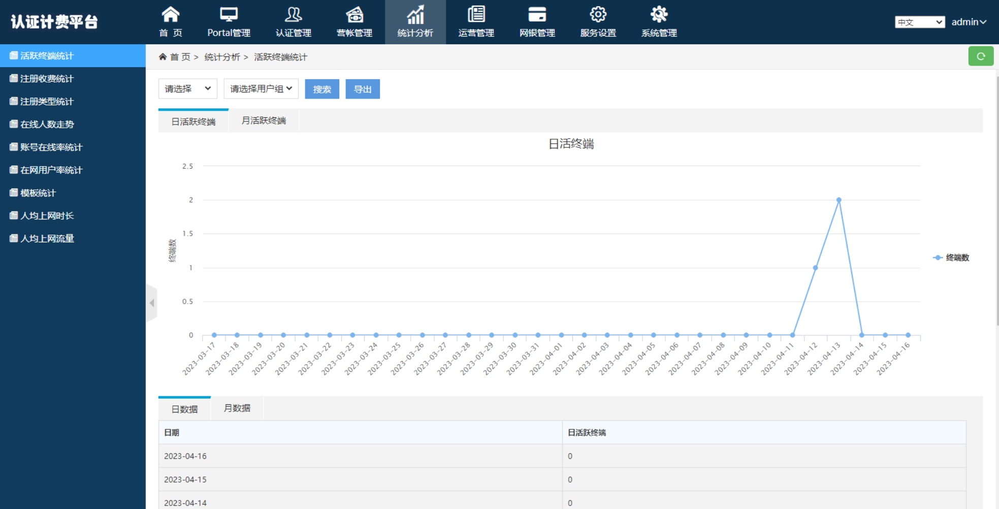 认证计费平台
首 页
Portal管理
认证管理
营帐管理
统计分析
运营管理
网银管理
服务设置
系统管理
中文
admin
活跃终端统计
注册收费统计
注册类型统计
在线人数走势
账号在线率统计
在网用户率统计
模板统计
人均上网时长
人均上网流量
首 页 > 统计分析 > 活跃终端统计
请选择
请选择用户组
搜索
导出
日活跃终端
月活跃终端
日活终端
2.5
2
1.5
1
0.5
0
终端数
终端数
2023-03-17
2023-03-18
2023-03-19
2023-03-20
2023-03-21
2023-03-22
2023-03-23
2023-03-24
2023-03-25
2023-03-26
2023-03-27
2023-03-28
2023-03-29
2023-03-30
2023-03-31
2023-04-01
2023-04-02
2023-04-03
2023-04-04
2023-04-05
2023-04-06
2023-04-07
2023-04-08
2023-04-09
2023-04-10
2023-04-11
2023-04-12
2023-04-13
2023-04-14
2023-04-15
2023-04-16
日数据
月数据
日期 日活跃终端
2023-04-16 0
2023-04-15 0
2023-04-14 0